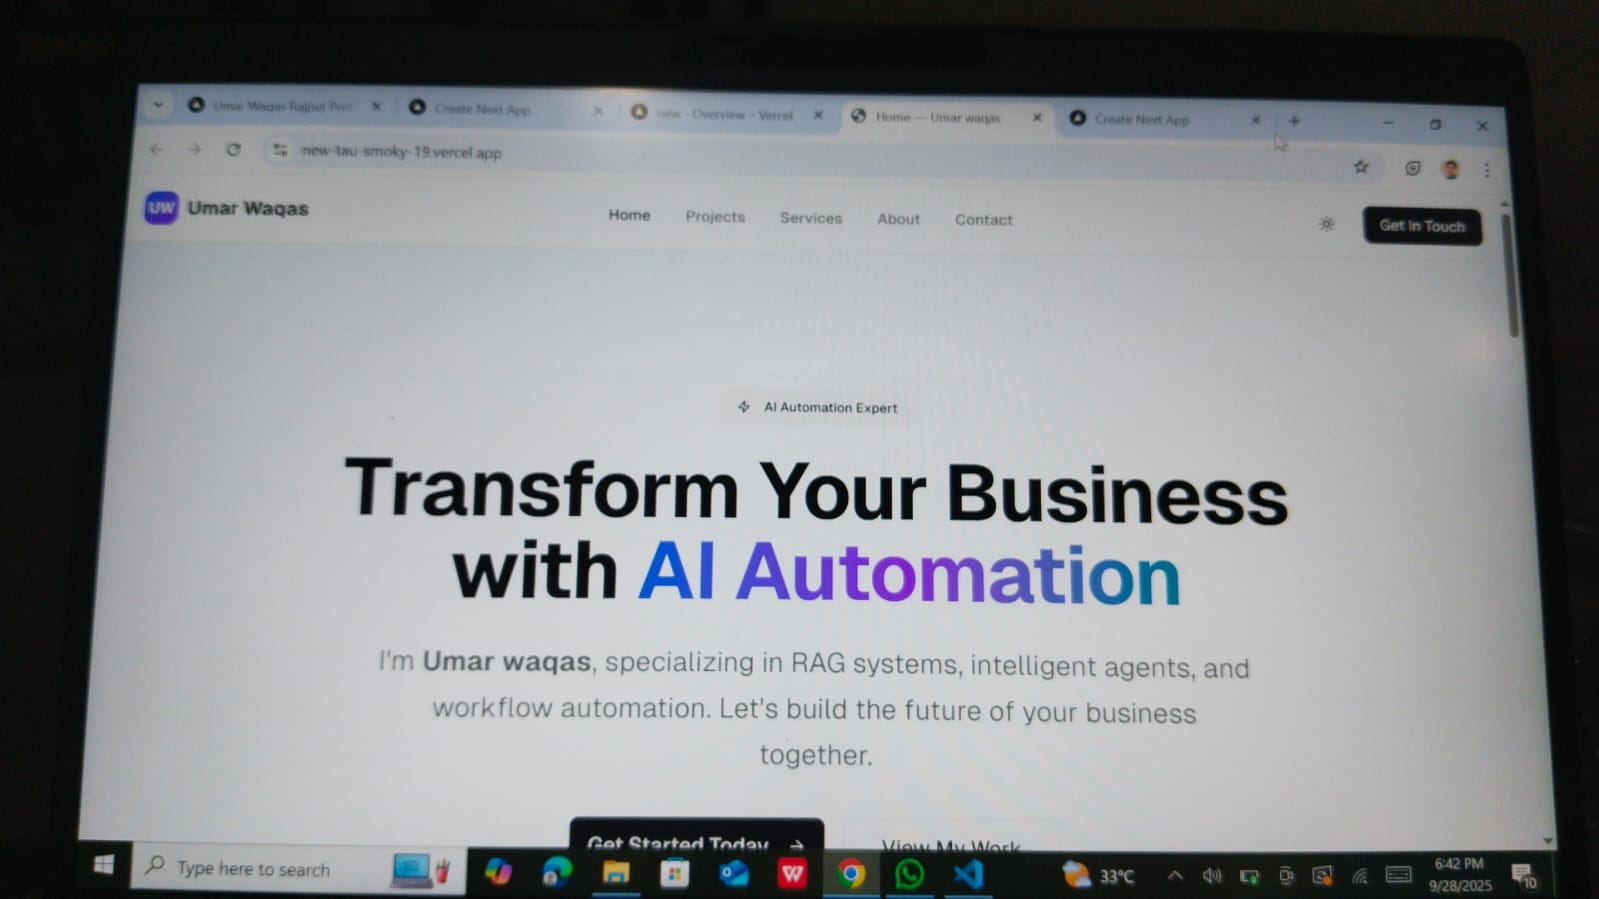 Umar Waqas Rajput Por
Create Next App
new - Overview – Vercel
Home — Umar waqas
Create Next App
new-tau-smoky-19.vercel.app
UW Umar Waqas
Home Projects Services About Contact
Get In Touch
AI Automation Expert
Transform Your Business
with AI Automation
I'm Umar waqas, specializing in RAG systems, intelligent agents, and
workflow automation. Let's build the future of your business
together.
Get Started Today →
View My Work
Type here to search
W
33°C
6:42 PM
9/28/2025
10